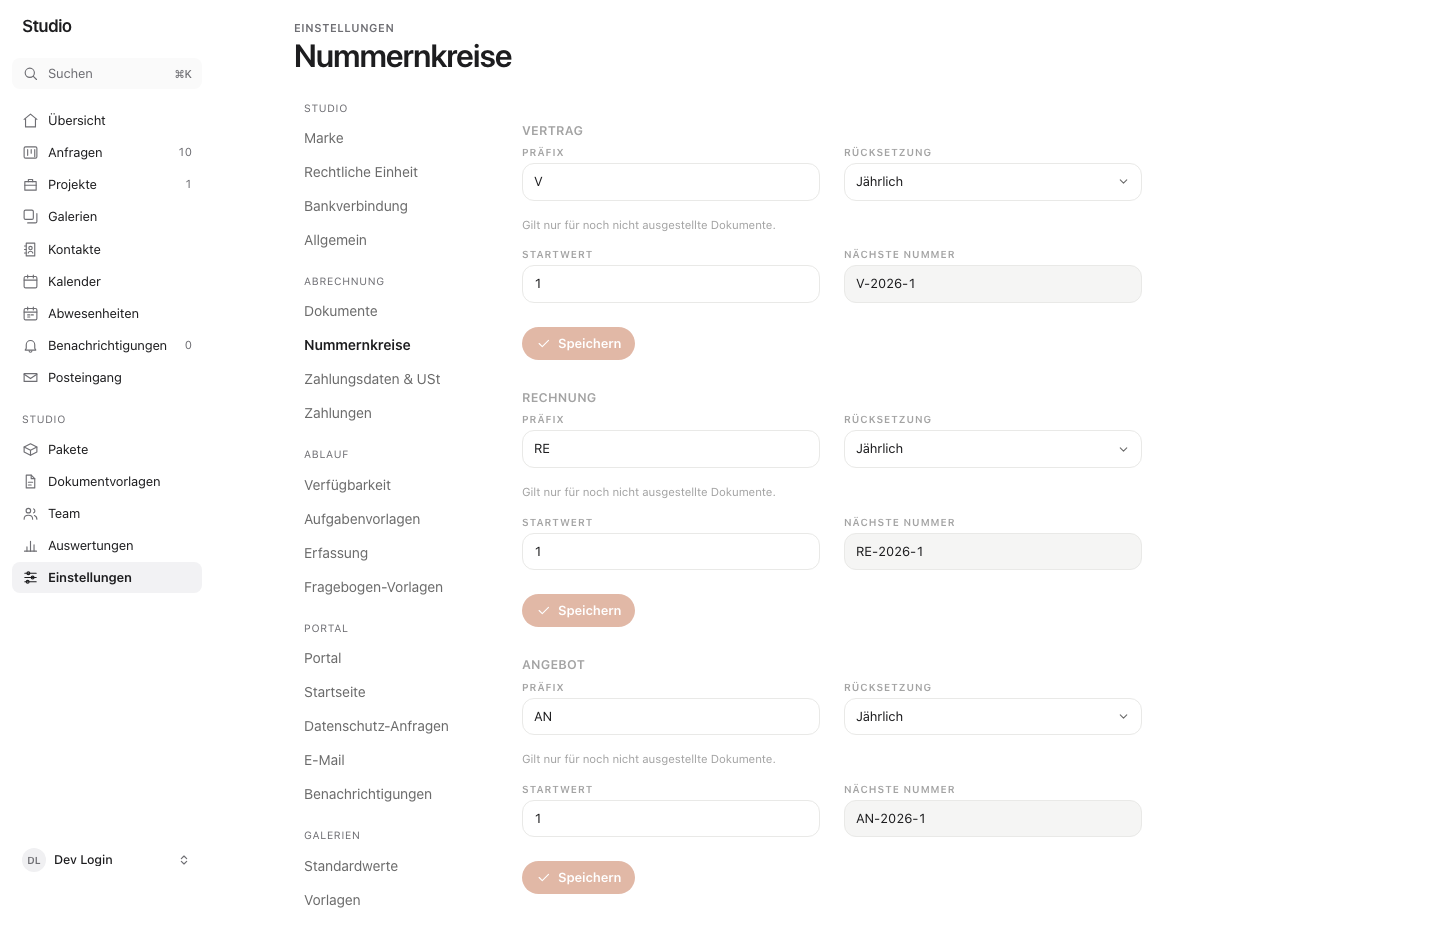 Studio
Suchen ⌘K
Übersicht
Anfragen 10
Projekte 1
Galerien
Kontakte
Kalender
Abwesenheiten
Benachrichtigungen 0
Posteingang
STUDIO
Pakete
Dokumentvorlagen
Team
Auswertungen
Einstellungen
DL Dev Login
EINSTELLUNGEN
Nummernkreise
STUDIO
Marke
Rechtliche Einheit
Bankverbindung
Allgemein
ABRECHNUNG
Dokumente
Nummernkreise
Zahlungsdaten & USt
Zahlungen
ABLAUF
Verfügbarkeit
Aufgabenvorlagen
Erfassung
Fragebogen-Vorlagen
PORTAL
Portal
Startseite
Datenschutz-Anfragen
E-Mail
Benachrichtigungen
GALERIEN
Standardwerte
Vorlagen
VERTRAG
PRÄFIX RÜCKSETZUNG
V Jährlich
Gilt nur für noch nicht ausgestellte Dokumente.
STARTWERT NÄCHSTE NUMMER
1 V-2026-1
Speichern
RECHNUNG
PRÄFIX RÜCKSETZUNG
RE Jährlich
Gilt nur für noch nicht ausgestellte Dokumente.
STARTWERT NÄCHSTE NUMMER
1 RE-2026-1
Speichern
ANGEBOT
PRÄFIX RÜCKSETZUNG
AN Jährlich
Gilt nur für noch nicht ausgestellte Dokumente.
STARTWERT NÄCHSTE NUMMER
1 AN-2026-1
Speichern